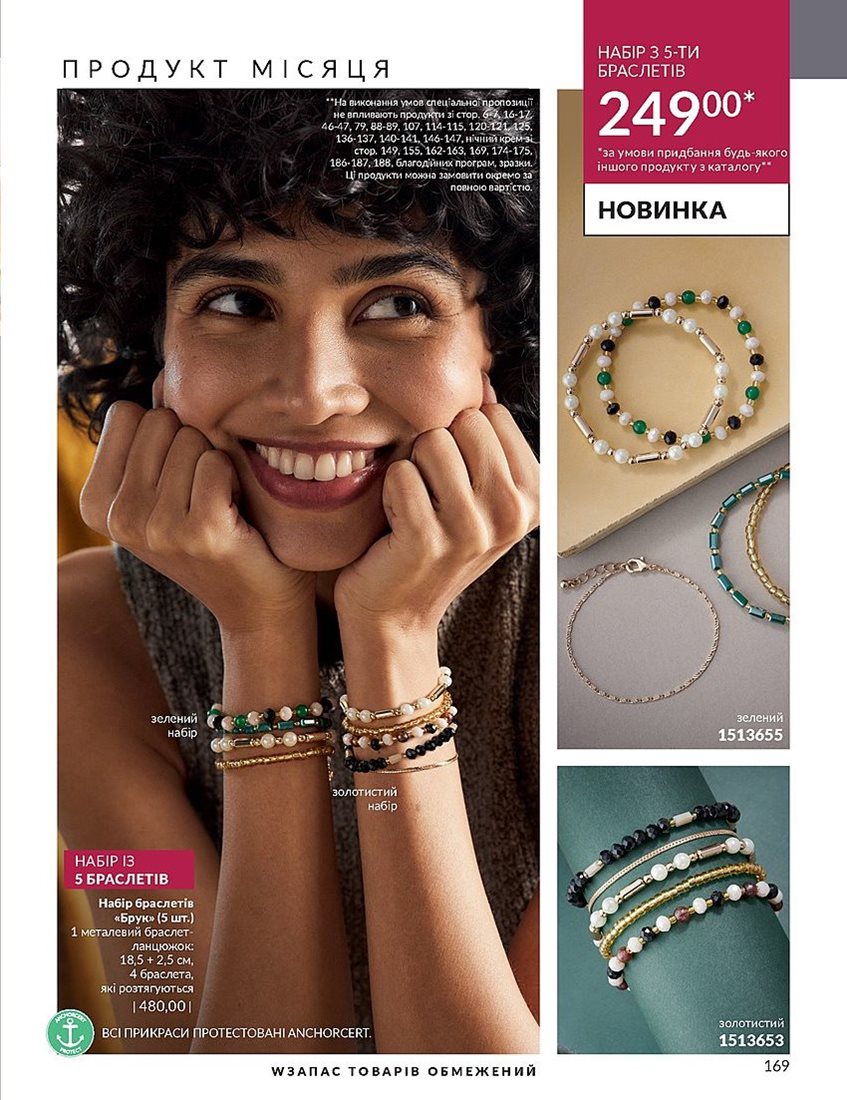 ПРОДУКТ МІСЯЦЯ
**На виконання умов спеціальної пропозиції
не впливають продукти зі стор. 6-7, 16-17,
46-47, 79, 88-89, 107, 114-115, 120-121, 125,
136-137, 140-141, 146-147, нічний крем зі
стор. 149, 155, 162-163, 169, 174-175,
186-187, 188, благодійних програм, зразки.
Ці продукти можна замовити окремо за
повною вартістю.
НАБІР З 5-ТИ
БРАСЛЕТІВ
249⁰⁰*
*за умови придбання будь-якого
іншого продукту з каталогу**
НОВИНКА
зелений
1513655
зелений
набір
золотистий
набір
НАБІР ІЗ
5 БРАСЛЕТІВ
Набір браслетів
«Брук» (5 шт.)
1 металевий браслет-
ланцюжок:
18,5 + 2,5 см,
4 браслета,
які розтягуються
| 480,00 |
ANCHORCERT
PROTECT
ВСІ ПРИКРАСИ ПРОТЕСТОВАНІ ANCHORCERT.
золотистий
1513653
WЗАПАС ТОВАРІВ ОБМЕЖЕНИЙ
169